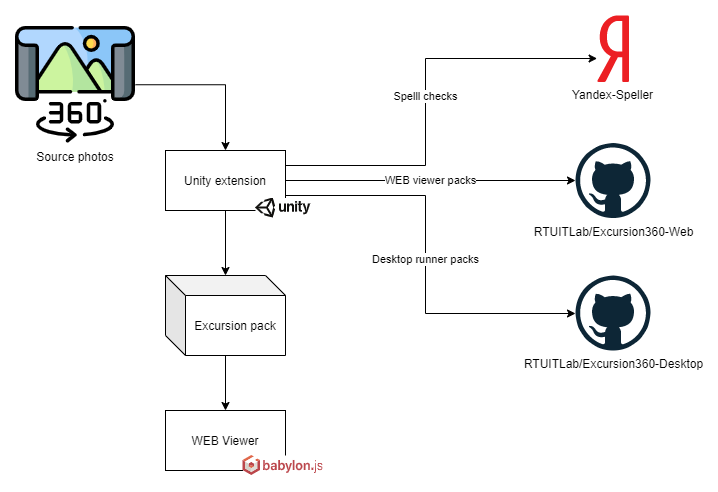 360°
Source photos
Spelll checks
Я
Yandex-Speller
Unity extension
unity
WEB viewer packs
RTUITLab/Excursion360-Web
Desktop runner packs
Excursion pack
RTUITLab/Excursion360-Desktop
WEB Viewer
babylon.js